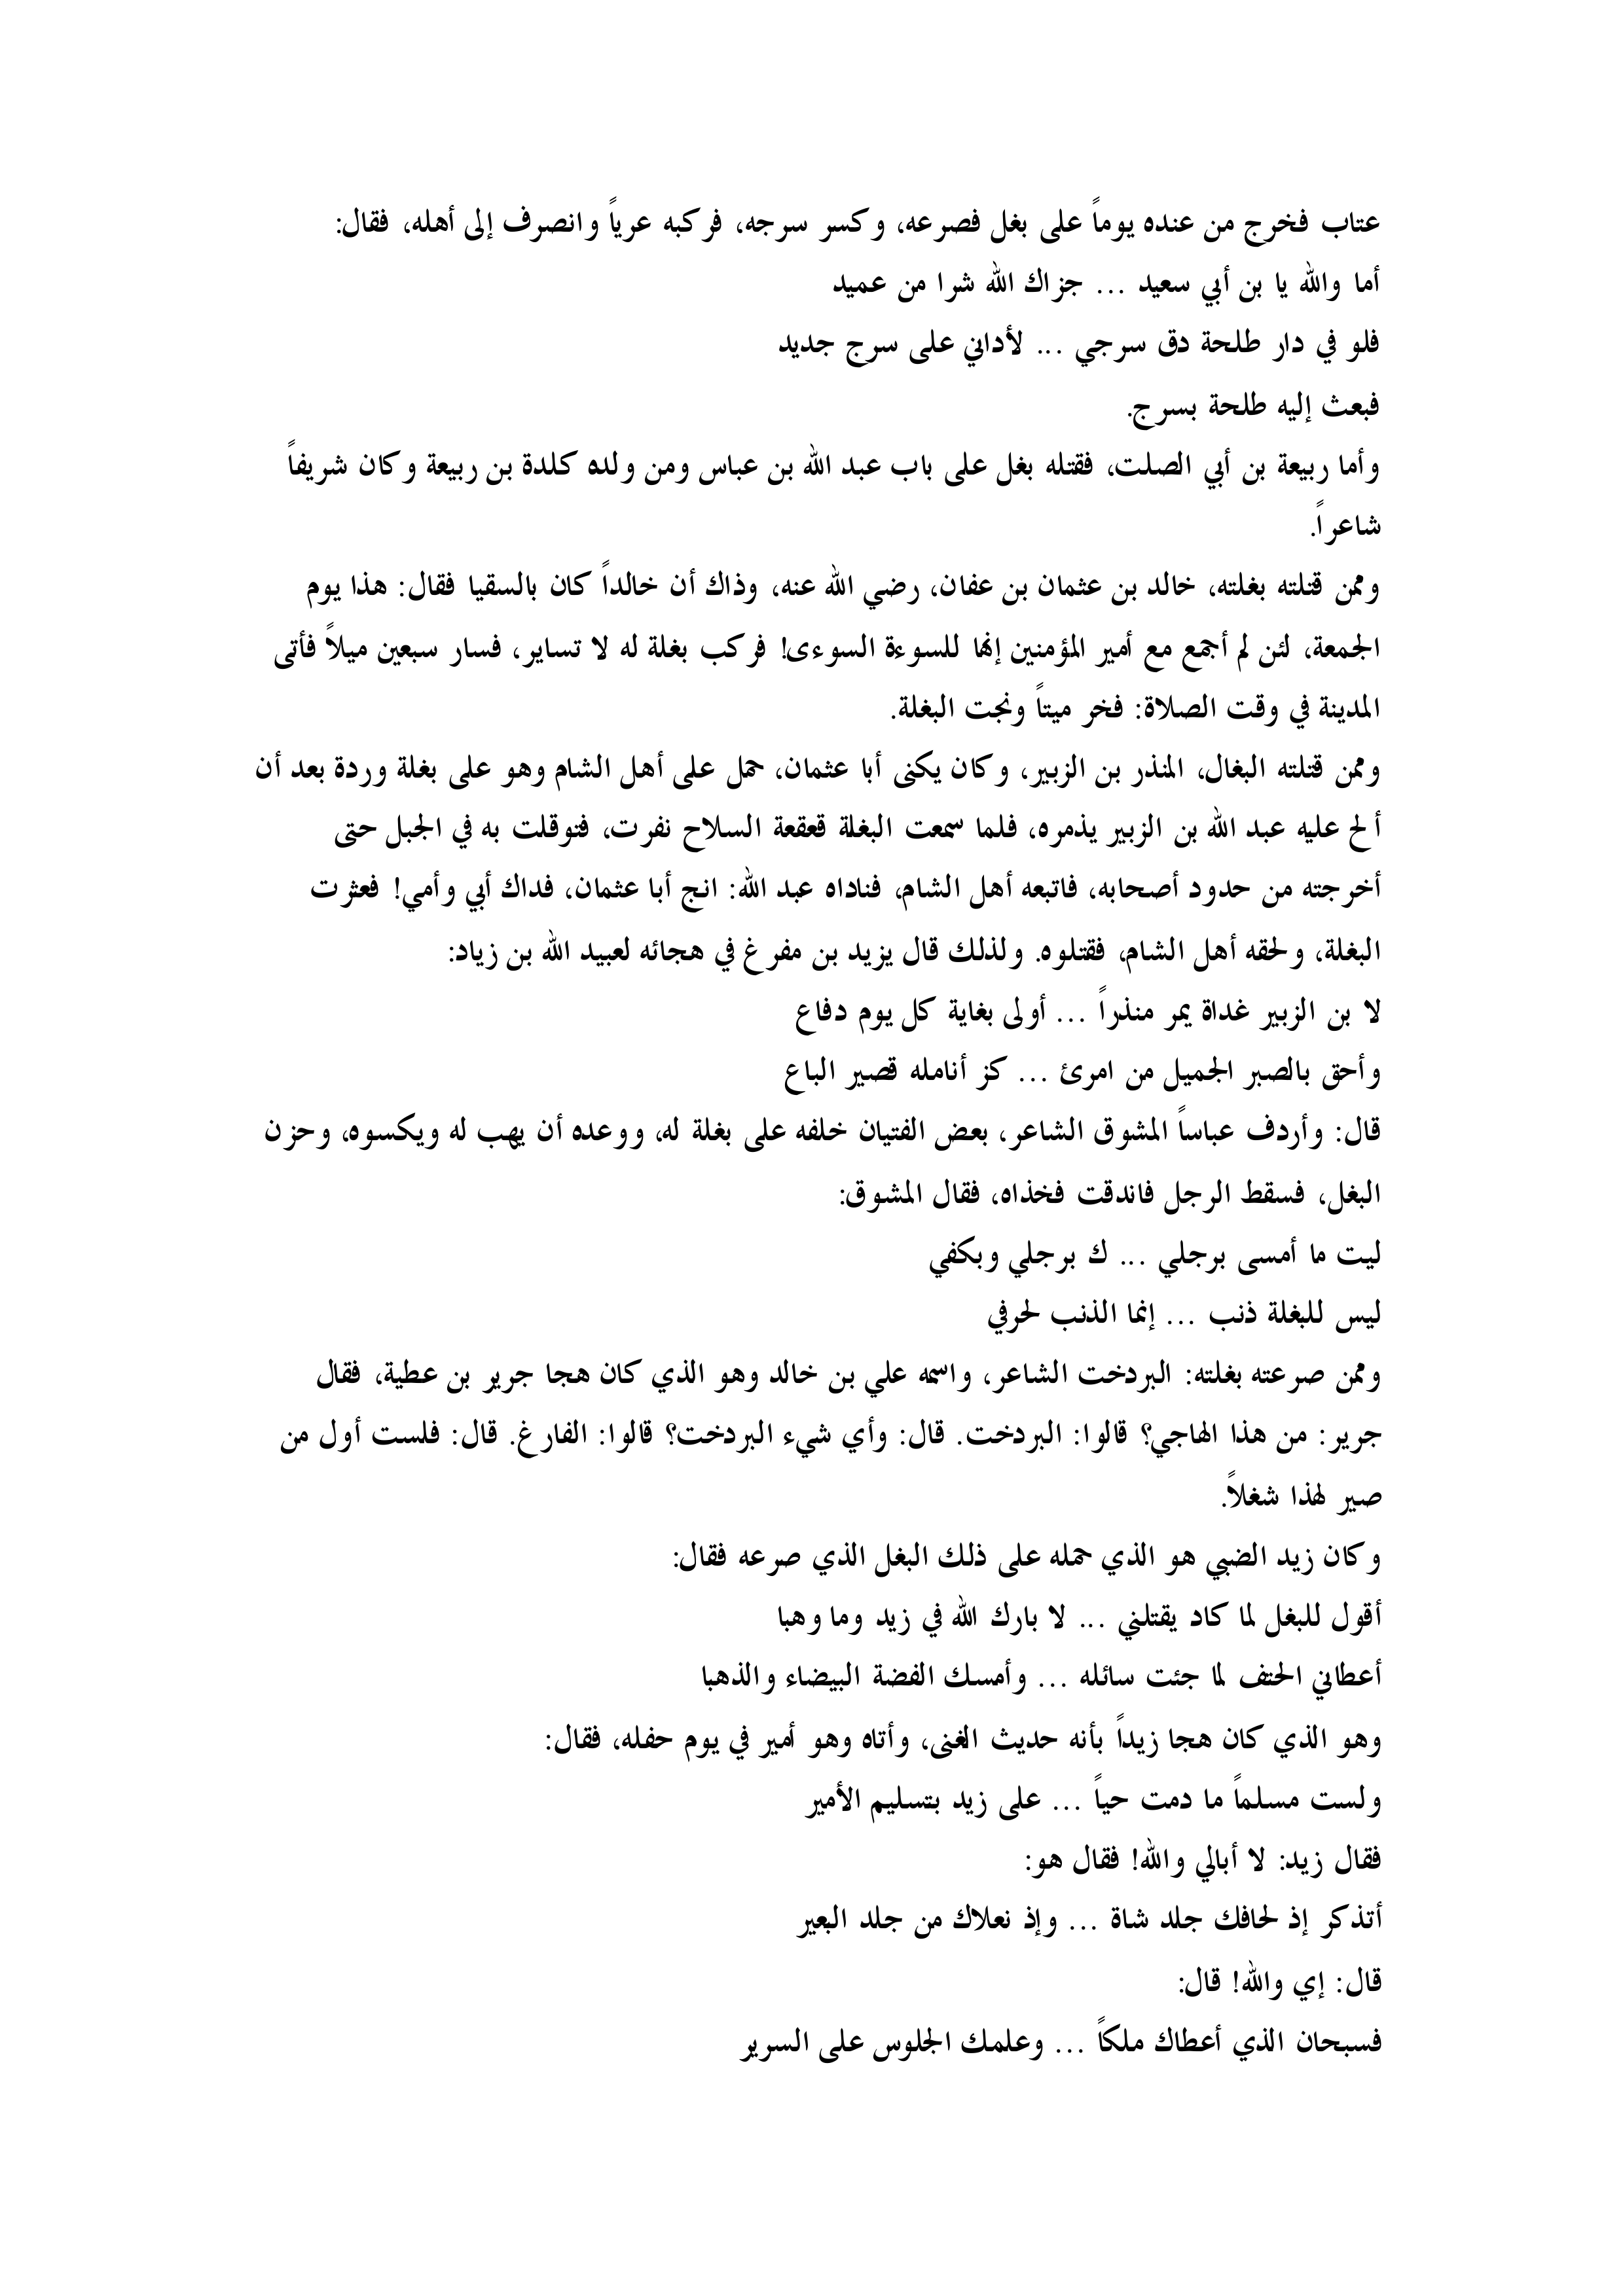 عتاب فخرج من عنده يوماً على بغل فصرعه، وكسر سرجه، فركبه عرياً وانصرف إلى أهله، فقال:
أما والله يا بن أبي سعيد ... جزاك الله شرا من عميد
فلو في دار طلحة دق سرجي ... لأداني على سرج جديد
فبعث إليه طلحة بسرج.
وأما ربيعة بن أبي الصلت، فقتله بغل على باب عبد الله بن عباس ومن ولده كلدة بن ربيعة وكان شريفاً
شاعراً.
وممن قتلته بغلته، خالد بن عثمان بن عفان، رضي الله عنه، وذاك أن خالداً كان بالسقيا فقال: هذا يوم
الجمعة، لئن لم أجمع مع أمير المؤمنين إنها للسوءة السوءى! فركب بغلة له لا تساير، فسار سبعين ميلاً فأتى
المدينة في وقت الصلاة: فخر ميتاً ونجت البغلة.
وممن قتلته البغال، المنذر بن الزبير، وكان يكنى أبا عثمان، حمل على أهل الشام وهو على بغلة وردة بعد أن
ألح عليه عبد الله بن الزبير يذمره، فلما سمعت البغلة قعقعة السلاح نفرت، فتوقلت به في الجبل حتى
أخرجته من حدود أصحابه، فاتبعه أهل الشام، فناداه عبد الله: انج أبا عثمان، فداك أبي وأمي! فعثرت
البغلة، ولحقه أهل الشام، فقتلوه. ولذلك قال يزيد بن مفرغ في هجائه لعبيد الله بن زياد:
لا بن الزبير غداة يمر منذراً ... أولى بغاية كل يوم دفاع
وأحق بالصبر الجميل من امرئ ... كز أنامله قصير الباع
قال: وأردف عباساً المشوق الشاعر، بعض الفتيان خلفه على بغلة له، ووعده أن يهب له ويكسوه، وحزن
البغل، فسقط الرجل فاندقت فخذاه، فقال المشوق:
ليت ما أمسى برجلي ... ك برجلي وبكفي
ليس للبغلة ذنب ... إنما الذنب لحرفي
وممن صرعته بغلته: البردخت الشاعر، واسمه علي بن خالد وهو الذي كان هجا جرير بن عطية، فقال
جرير: من هذا الهاجي؟ قالوا: البردخت. قال: وأي شيء البردخت؟ قالوا: الفارغ. قال: فلست أول من
صير لهذا شغلاً.
وكان زيد الضبي هو الذي حمله على ذلك البغل الذي صرعه فقال:
أقول للبغل لما كاد يقتلني ... لا بارك الله في زيد وما وهبا
أعطاني الحتف لما جئت سائله ... وأمسك الفضة البيضاء والذهبا
وهو الذي كان هجا زيداً بأنه حديث الغنى، وأتاه وهو أمير في يوم حفله، فقال:
ولست مسلماً ما دمت حياً ... على زيد بتسليم الأمير
فقال زيد: لا أبالي والله! فقال هو:
أتذكر إذ لحافك جلد شاة ... وإذ نعلاك من جلد البعير
قال: إي والله! قال:
فسبحان الذي أعطاك ملكاً ... وعلمك الجلوس على السرير